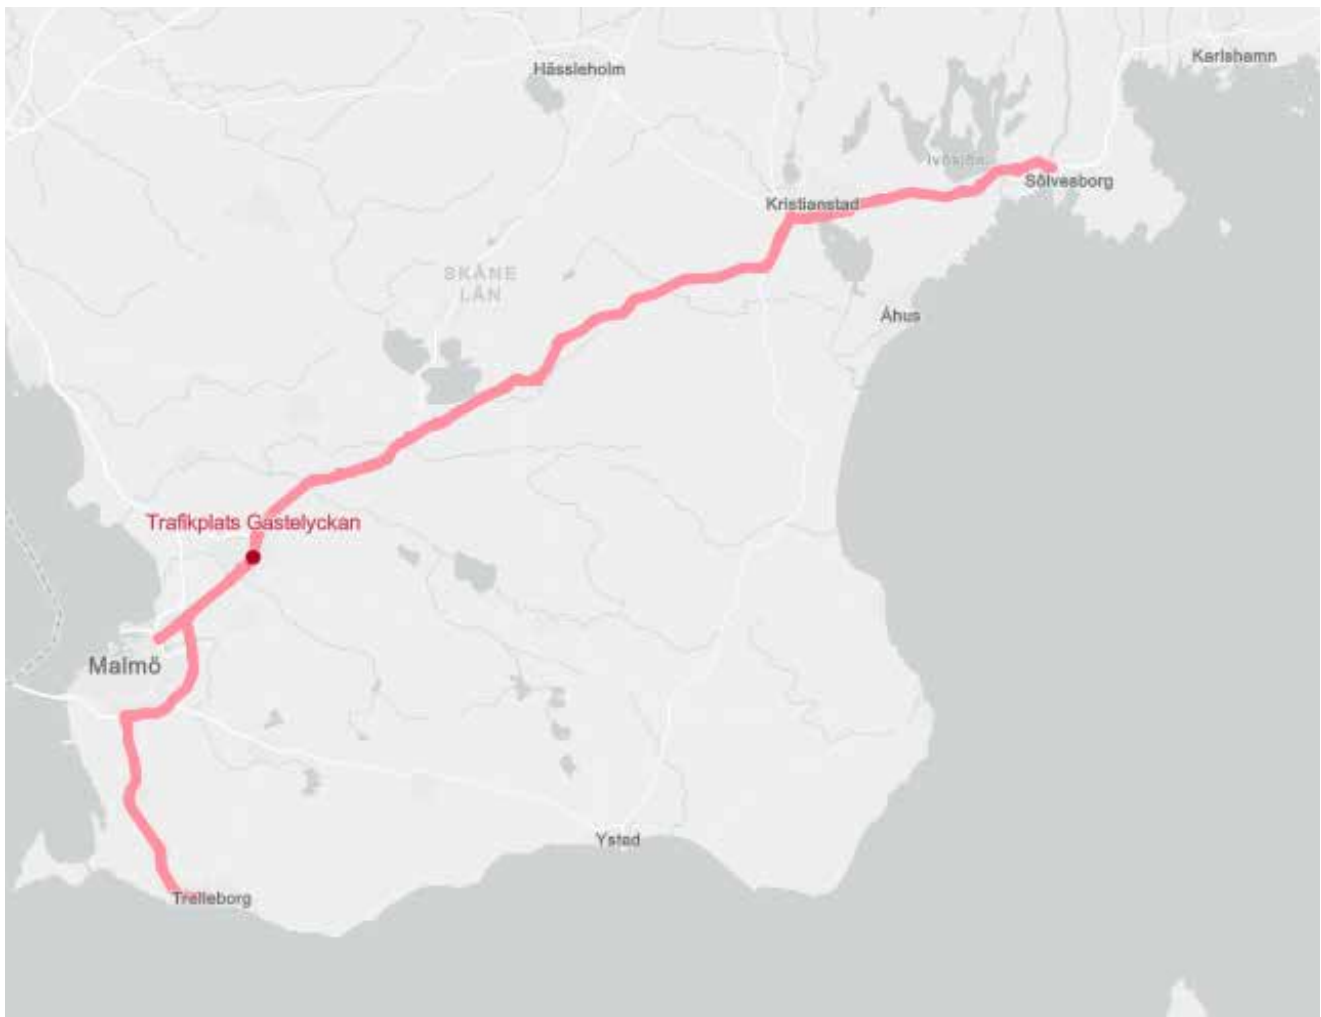 Karlshamn
Hässleholm
Ivösjön
Sölvesborg
Kristianstad
SKÅNE
LÄN
Åhus
Trafikplats Gastelyckan
Malmö
Ystad
Trelleborg